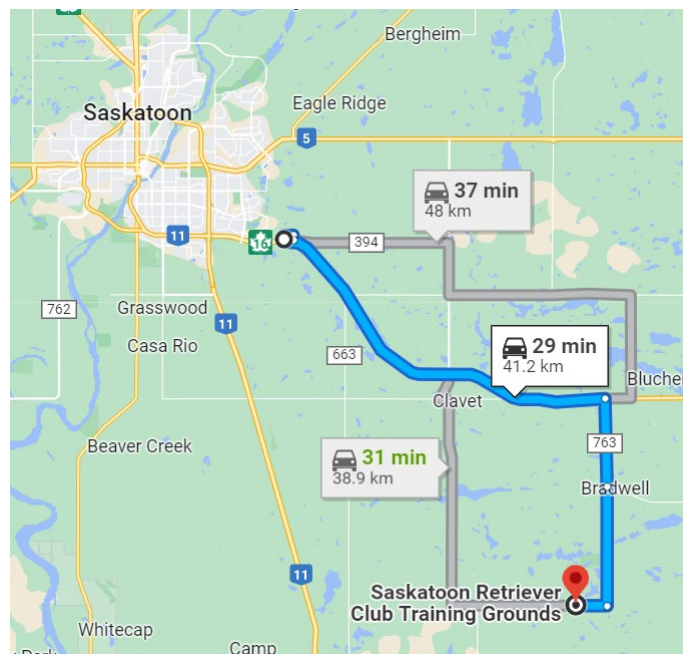 Bergheim
Saskatoon
Eagle Ridge
5
37 min
48 km
11
16
394
762
Grasswood
11
Casa Rio
663
29 min
41.2 km
Blucher
Clavet
Beaver Creek
763
31 min
38.9 km
Bradwell
11
Saskatoon Retriever
Club Training Grounds
Whitecap
Camp